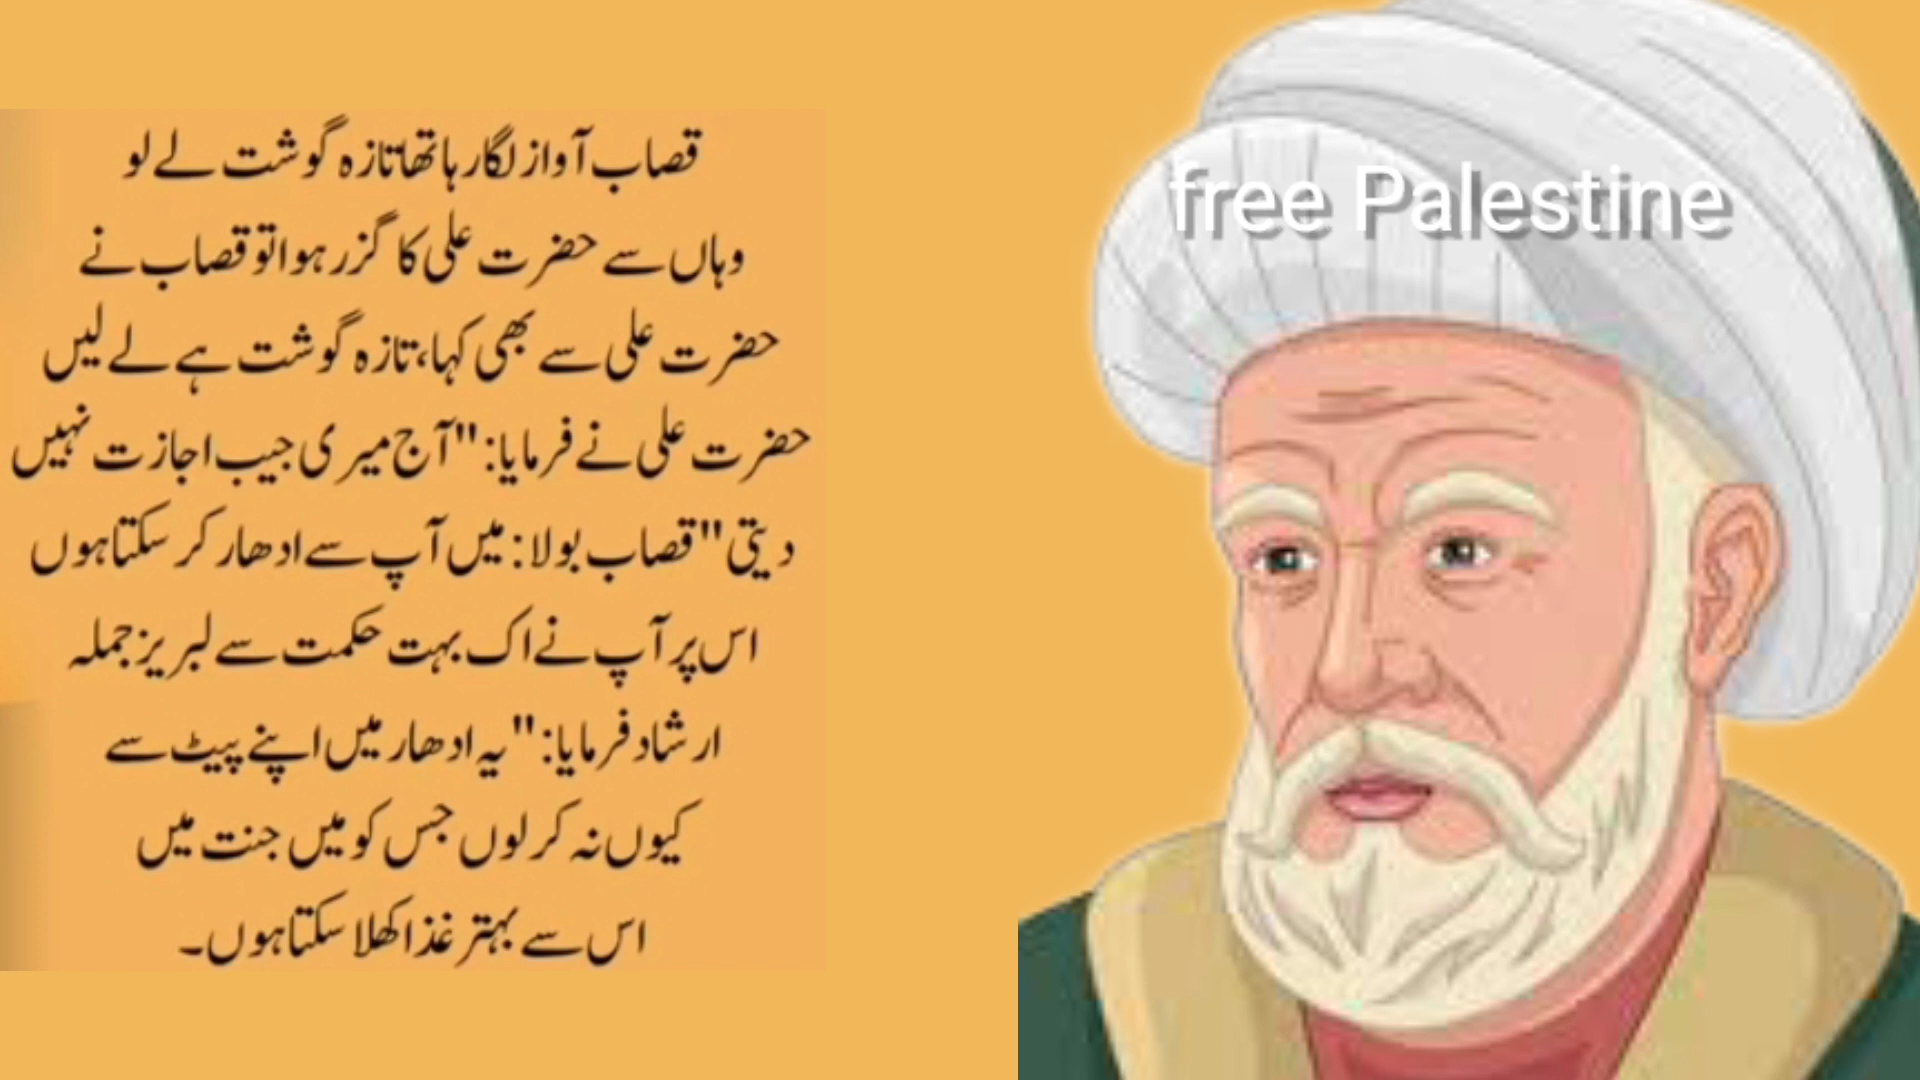 قصاب آواز لگا رہا تھا تازہ گوشت لے لو
وہاں سے حضرت علی کا گزر ہوا تو قصاب نے
حضرت علی سے بھی کہا، تازہ گوشت ہے لے لیں
حضرت علی نے فرمایا: "آج میری جیب اجازت نہیں
دیتی" قصاب بولا: میں آپ سے ادھار کر سکتا ہوں
اس پر آپ نے اک بہت حکمت سے لبریز جملہ
ارشاد فرمایا: "یہ ادھار میں اپنے پیٹ سے
کیوں نہ کر لوں جس کو میں جنت میں
اس سے بہتر غذا کھلا سکتا ہوں۔
free Palestine